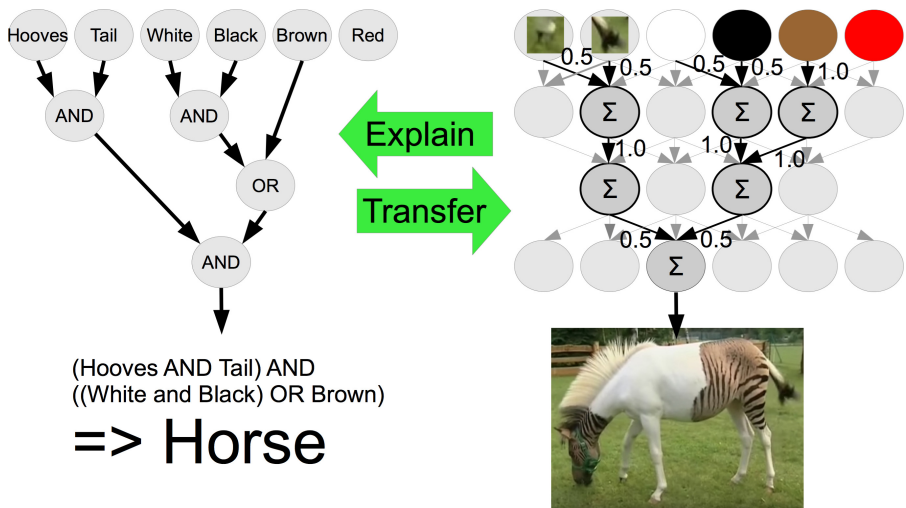 Hooves Tail White Black Brown Red
AND AND
OR
AND
(Hooves AND Tail) AND
((White and Black) OR Brown)
=> Horse
Explain
Transfer
0.5 0.5 0.5 0.5 1.0
Σ Σ Σ
1.0 1.0 1.0
Σ Σ
0.5 0.5
Σ